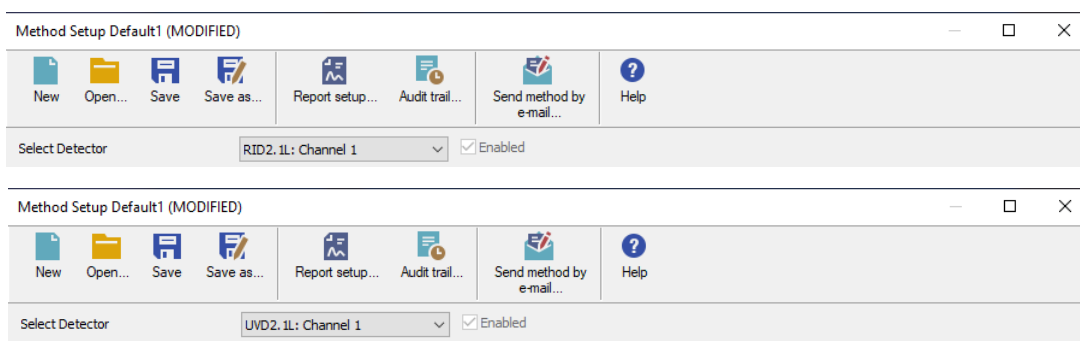 Method Setup Default1 (MODIFIED)
New Open... Save Save as... Report setup... Audit trail... Send method by Help
e-mail...
Select Detector RID2.1L: Channel 1 Enabled
Method Setup Default1 (MODIFIED)
New Open... Save Save as... Report setup... Audit trail... Send method by Help
e-mail...
Select Detector UVD2.1L: Channel 1 Enabled